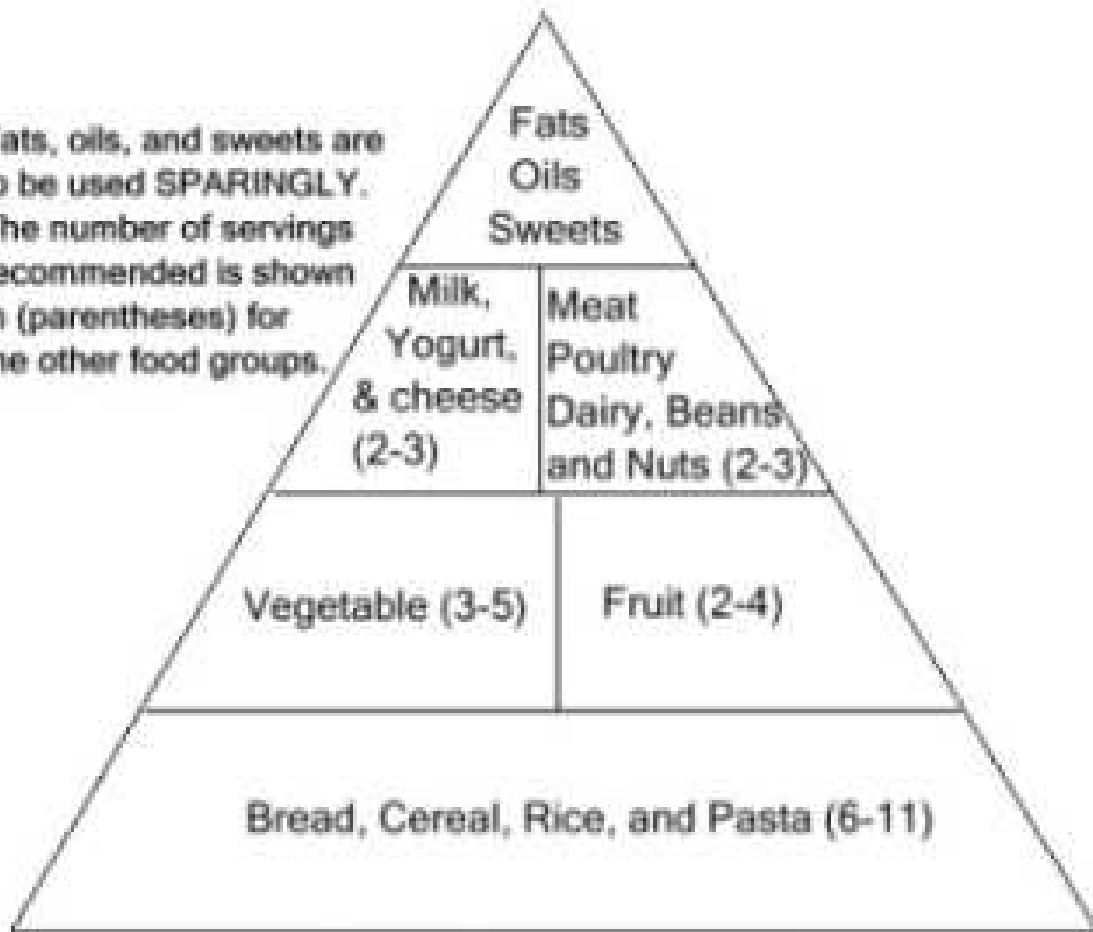 ats, oils, and sweets are
o be used SPARINGLY.
he number of servings
ecommended is shown
n (parentheses) for
he other food groups.
Fats
Oils
Sweets
Milk,
Yogurt,
& cheese
(2-3)
Meat
Poultry
Dairy, Beans
and Nuts (2-3)
Vegetable (3-5)
Fruit (2-4)
Bread, Cereal, Rice, and Pasta (6-11)